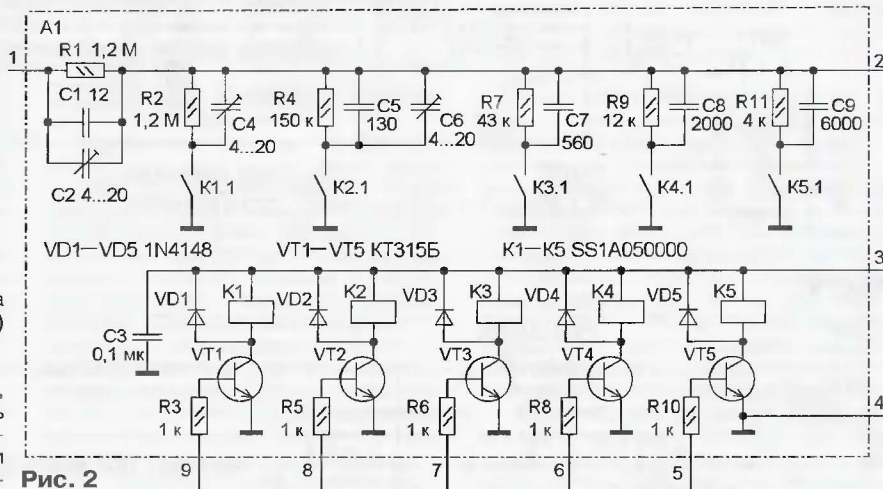 A1
R1 1,2 М
1
2
C1 12
C2 4...20
R2
1,2 М
C4
4...20
R4
150 к
C5
130
C6
4...20
R7
43 к
C7
560
R9
12 к
C8
2000
R11
4 к
C9
6000
K1.1
K2.1
K3.1
K4.1
K5.1
VD1—VD5 1N4148
VT1—VT5 КТ315Б
K1—K5 SS1A050000
3
C3
0,1 мк
VD1
K1
VD2
K2
VD3
K3
VD4
K4
VD5
K5
VT1
VT2
VT3
VT4
VT5
4
R3
1 к
R5
1 к
R6
1 к
R8
1 к
R10
1 к
9
8
7
6
5
Рис. 2